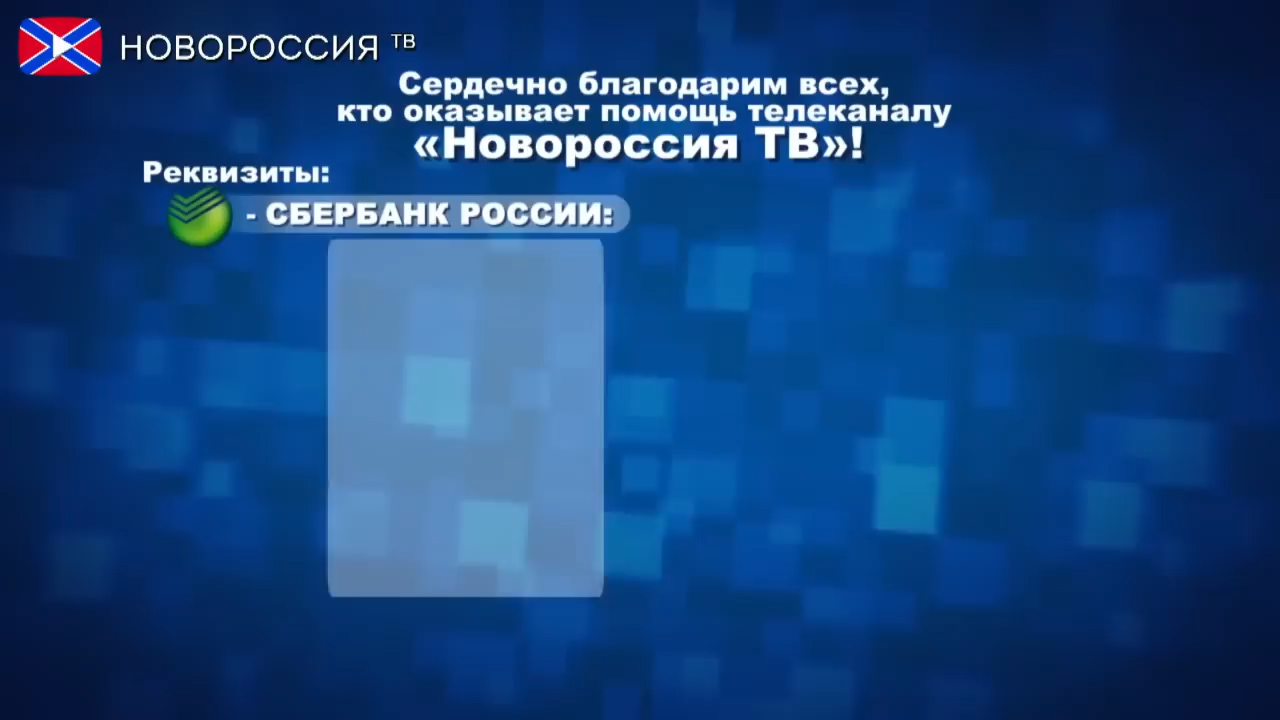 НОВОРОССИЯ ТВ
Сердечно благодарим всех,
кто оказывает помощь телеканалу
«Новороссия ТВ»!
Реквизиты:
- СБЕРБАНК РОССИИ: